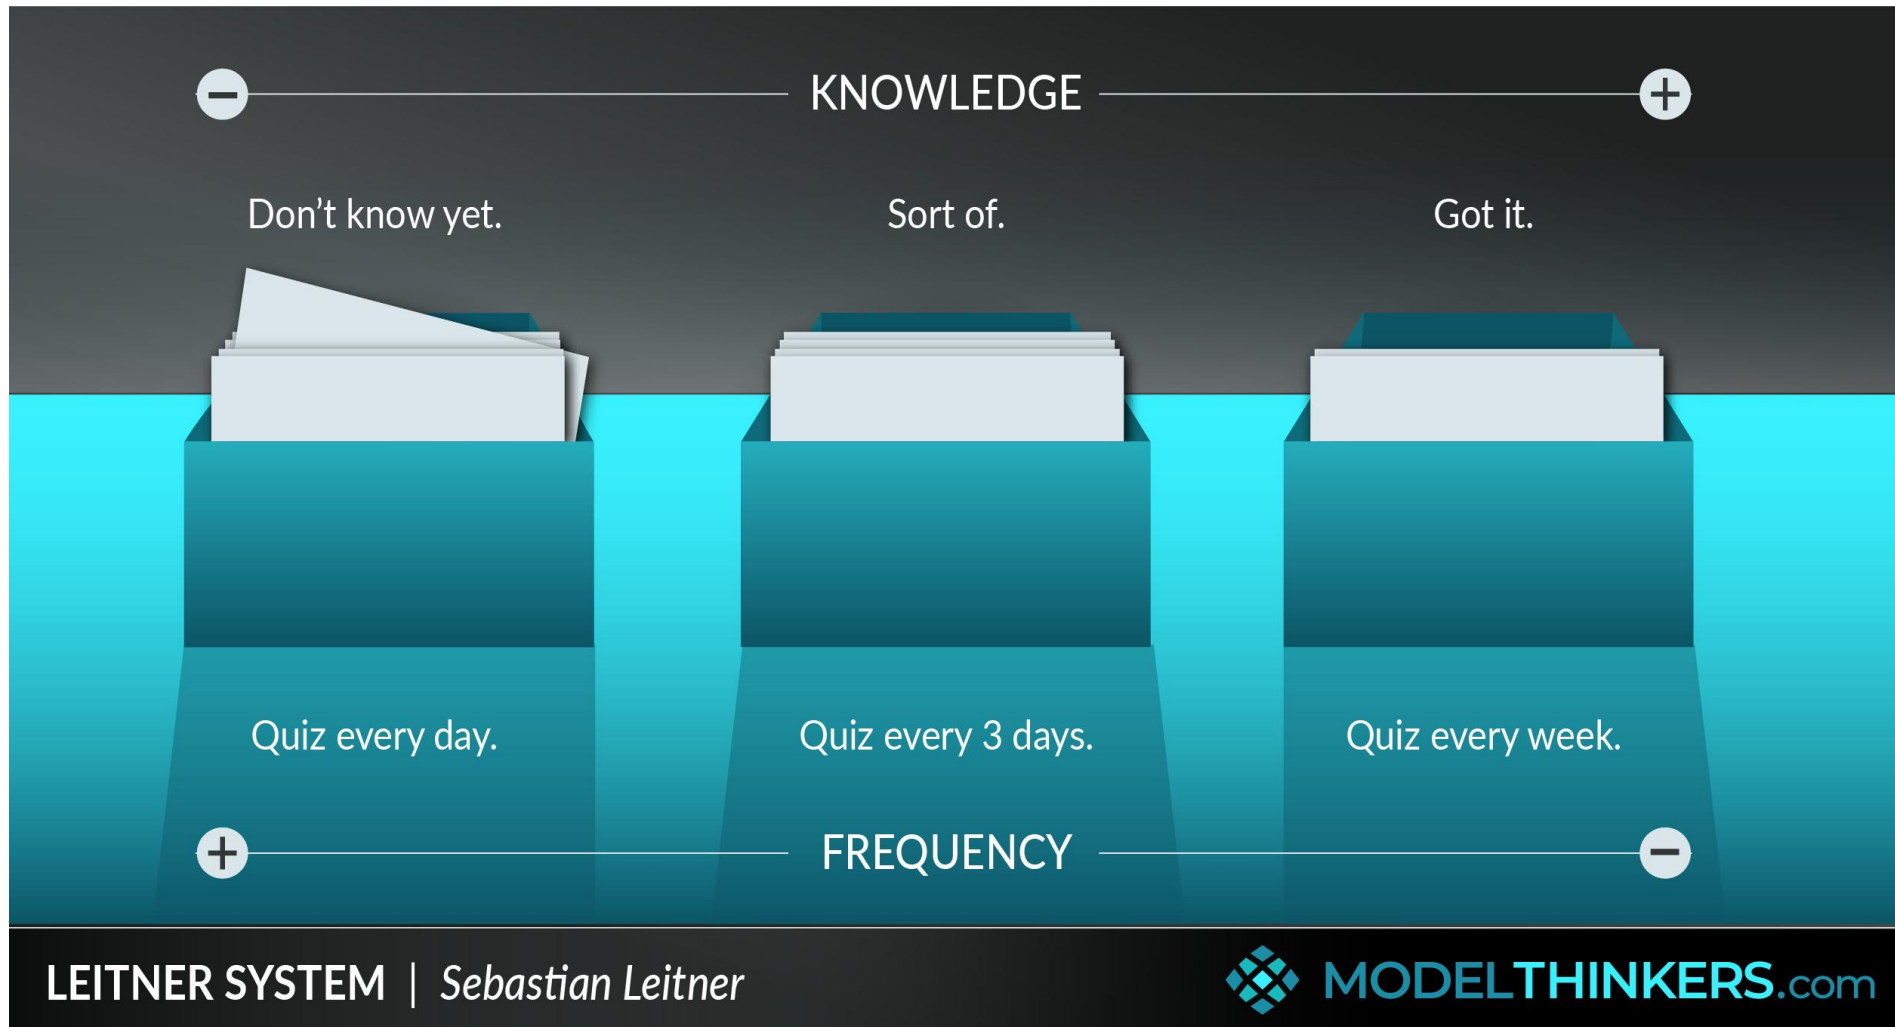 KNOWLEDGE
Don’t know yet.
Sort of.
Got it.
Quiz every day.
Quiz every 3 days.
Quiz every week.
FREQUENCY
LEITNER SYSTEM | Sebastian Leitner
MODELTHINKERS.com